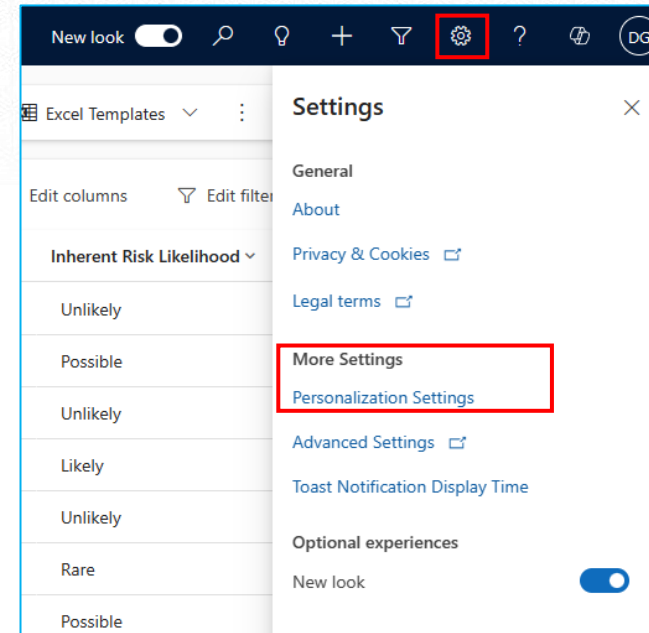 New look
DG
Excel Templates
Edit columns
Edit filter
Inherent Risk Likelihood
Unlikely
Possible
Unlikely
Likely
Unlikely
Rare
Possible
Settings
General
About
Privacy & Cookies
Legal terms
More Settings
Personalization Settings
Advanced Settings
Toast Notification Display Time
Optional experiences
New look